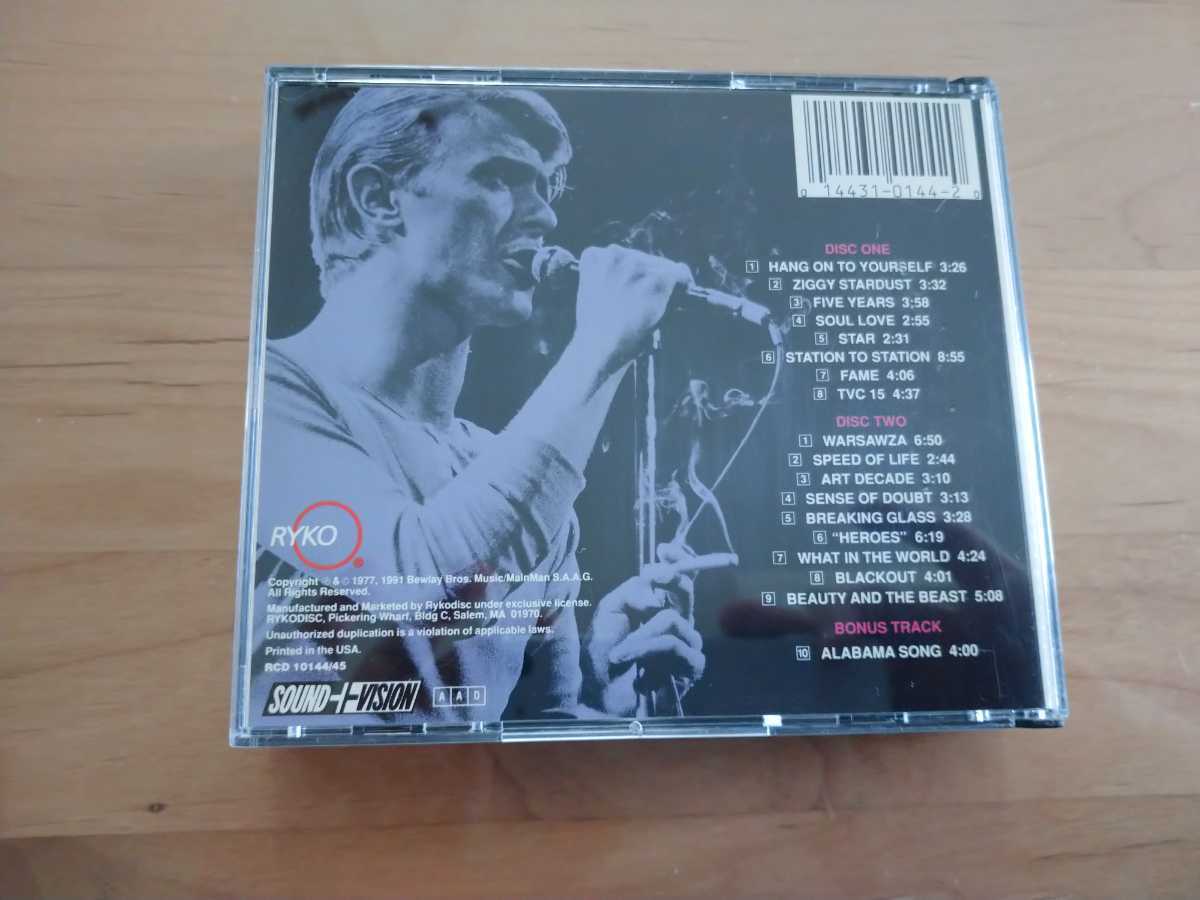 0 14431-0144-2 0
DISC ONE
1 HANG ON TO YOURSELF 3:26
2 ZIGGY STARDUST 3:32
3 FIVE YEARS 3:58
4 SOUL LOVE 2:55
5 STAR 2:31
6 STATION TO STATION 8:55
7 FAME 4:06
8 TVC 15 4:37
DISC TWO
1 WARSAWZA 6:50
2 SPEED OF LIFE 2:44
3 ART DECADE 3:10
4 SENSE OF DOUBT 3:13
5 BREAKING GLASS 3:28
6 “HEROES” 6:19
7 WHAT IN THE WORLD 4:24
8 BLACKOUT 4:01
9 BEAUTY AND THE BEAST 5:08
BONUS TRACK
10 ALABAMA SONG 4:00
RYKO
Copyright ℗ & © 1977, 1991 Bewlay Bros. Music/MainMan S.A.A.G.
All Rights Reserved.
Manufactured and Marketed by Rykodisc under exclusive license.
RYKODISC, Pickering Wharf, Bldg C, Salem, MA 01970.
Unauthorized duplication is a violation of applicable laws.
Printed in the USA.
RCD 10144/45
SOUND+VISION AAD